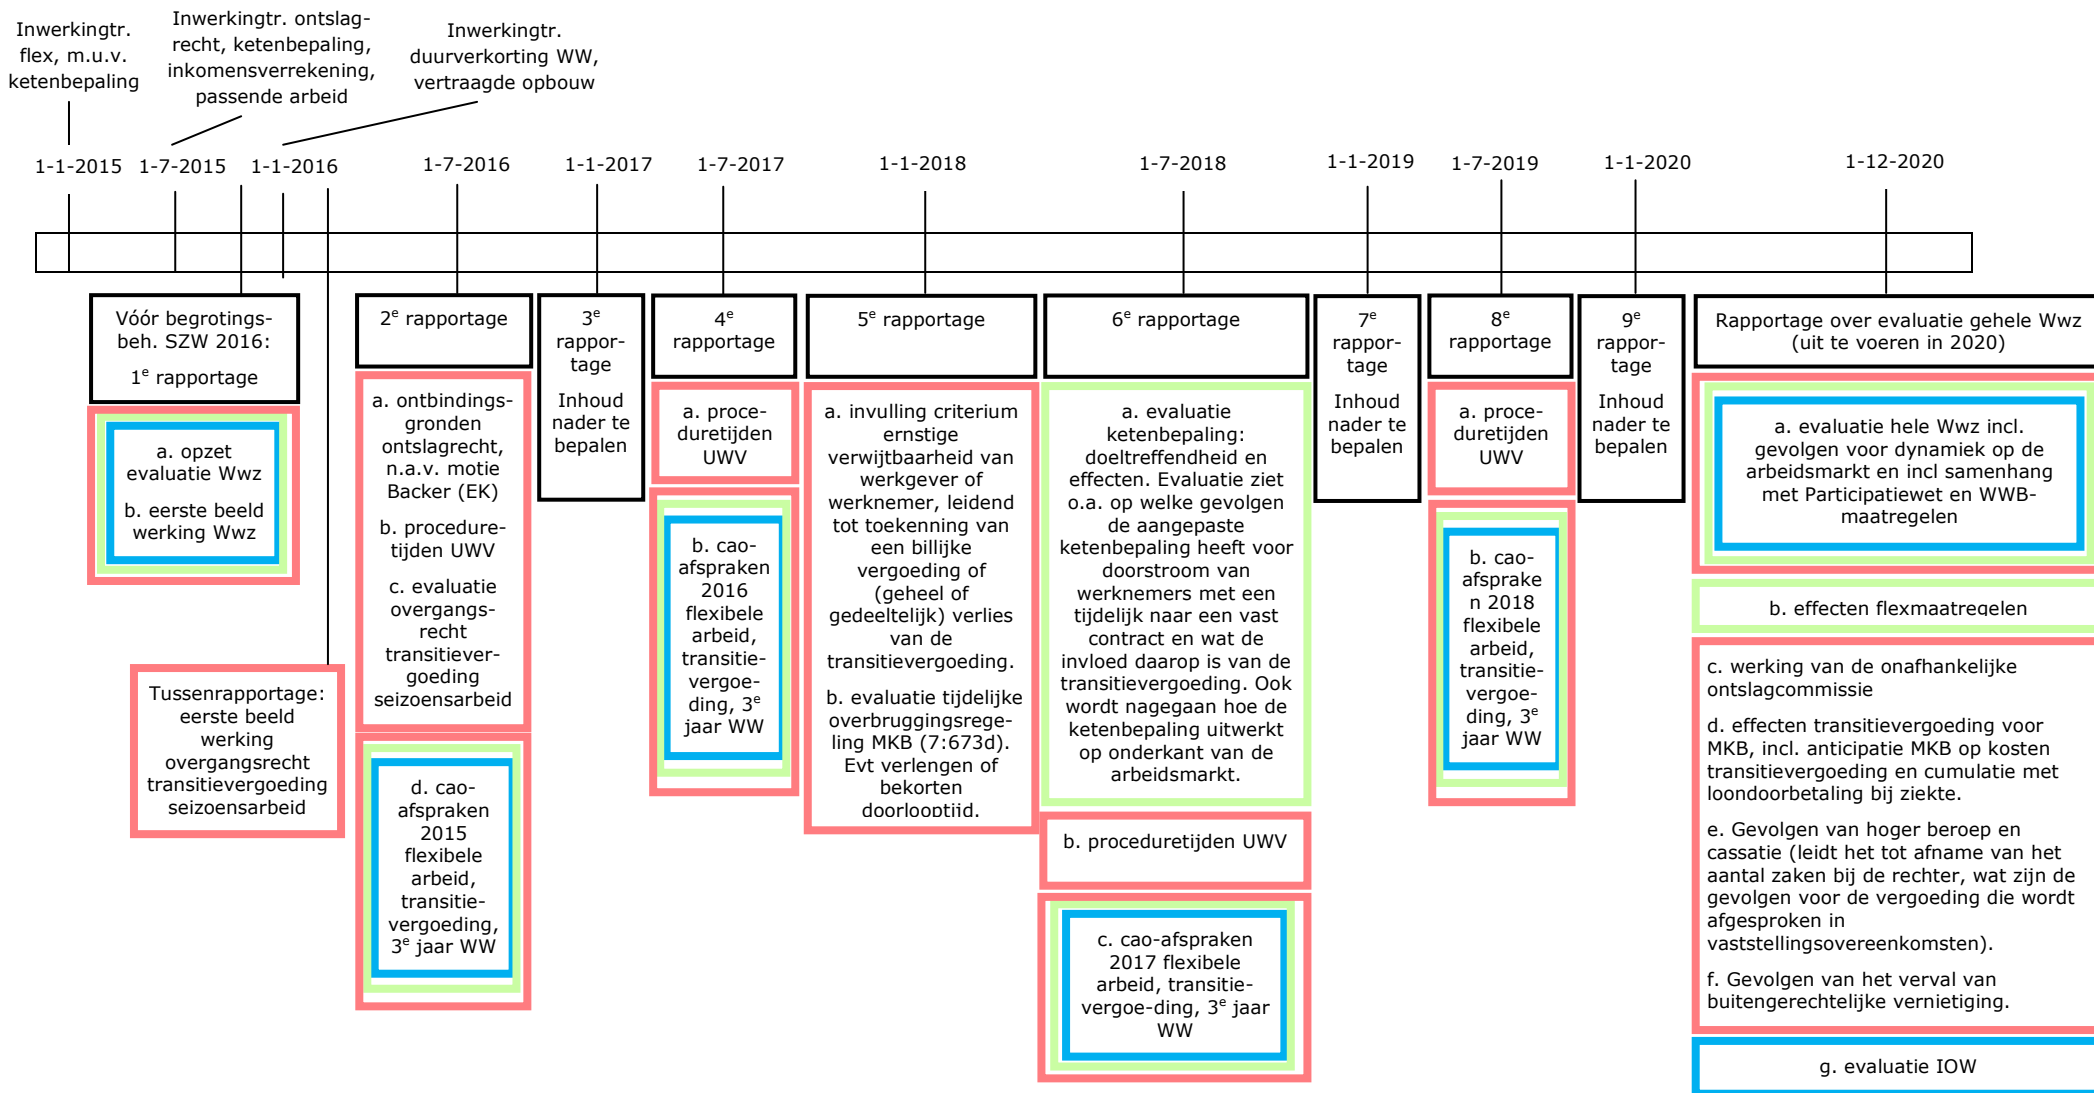 Inwerkingtr.
flex, m.u.v.
ketenbepaling
Inwerkingtr. ontslag-
recht, ketenbepaling,
inkomensverrekening,
passende arbeid
Inwerkingtr.
duurverkorting WW,
vertraagde opbouw
1-1-2015
1-7-2015
1-1-2016
1-7-2016
1-1-2017
1-7-2017
1-1-2018
1-7-2018
1-1-2019
1-7-2019
1-1-2020
1-12-2020
Vóór begrotings-
beh. SZW 2016:
1e rapportage
a. opzet
evaluatie Wwz
b. eerste beeld
werking Wwz
Tussenrapportage:
eerste beeld
werking
overgangsrecht
transitievergoeding
seizoensarbeid
2e rapportage
a. ontbindings-
gronden
ontslagrecht,
n.a.v. motie
Backer (EK)
b. procedure-
tijden UWV
c. evaluatie
overgangs-
recht
transitiever-
goeding
seizoensarbeid
d. cao-
afspraken
2015
flexibele
arbeid,
transitie-
vergoeding,
3e jaar WW
3e
rappor-
tage
Inhoud
nader te
bepalen
4e
rapportage
a. proce-
duretijden
UWV
b. cao-
afspraken
2016
flexibele
arbeid,
transitie-
vergoe-
ding, 3e
jaar WW
5e rapportage
a. invulling criterium
ernstige
verwijtbaarheid van
werkgever of
werknemer, leidend
tot toekenning van
een billijke
vergoeding of
(geheel of
gedeeltelijk) verlies
van de
transitievergoeding.
b. evaluatie tijdelijke
overbruggingsrege-
ling MKB (7:673d).
Evt verlengen of
bekorten
doorlooptijd.
6e rapportage
a. evaluatie
ketenbepaling:
doeltreffendheid en
effecten. Evaluatie ziet
o.a. op welke gevolgen
de aangepaste
ketenbepaling heeft voor
doorstroom van
werknemers met een
tijdelijk naar een vast
contract en wat de
invloed daarop is van de
transitievergoeding. Ook
wordt nagegaan hoe de
ketenbepaling uitwerkt
op onderkant van de
arbeidsmarkt.
b. proceduretijden UWV
c. cao-afspraken
2017 flexibele
arbeid, transitie-
vergoe-ding, 3e jaar
WW
7e
rappor-
tage
Inhoud
nader te
bepalen
8e
rapportage
a. proce-
duretijden
UWV
b. cao-
afsprake
n 2018
flexibele
arbeid,
transitie-
vergoe-
ding, 3e
jaar WW
9e
rappor-
tage
Inhoud
nader te
bepalen
Rapportage over evaluatie gehele Wwz
(uit te voeren in 2020)
a. evaluatie hele Wwz incl.
gevolgen voor dynamiek op de
arbeidsmarkt en incl samenhang
met Participatiewet en WWB-
maatregelen
b. effecten flexmaatregelen
c. werking van de onafhankelijke
ontslagcommissie
d. effecten transitievergoeding voor
MKB, incl. anticipatie MKB op kosten
transitievergoeding en cumulatie met
loondoorbetaling bij ziekte.
e. Gevolgen van hoger beroep en
cassatie (leidt het tot afname van het
aantal zaken bij de rechter, wat zijn de
gevolgen voor de vergoeding die wordt
afgesproken in
vaststellingsovereenkomsten).
f. Gevolgen van het verval van
buitengerechtelijke vernietiging.
g. evaluatie IOW